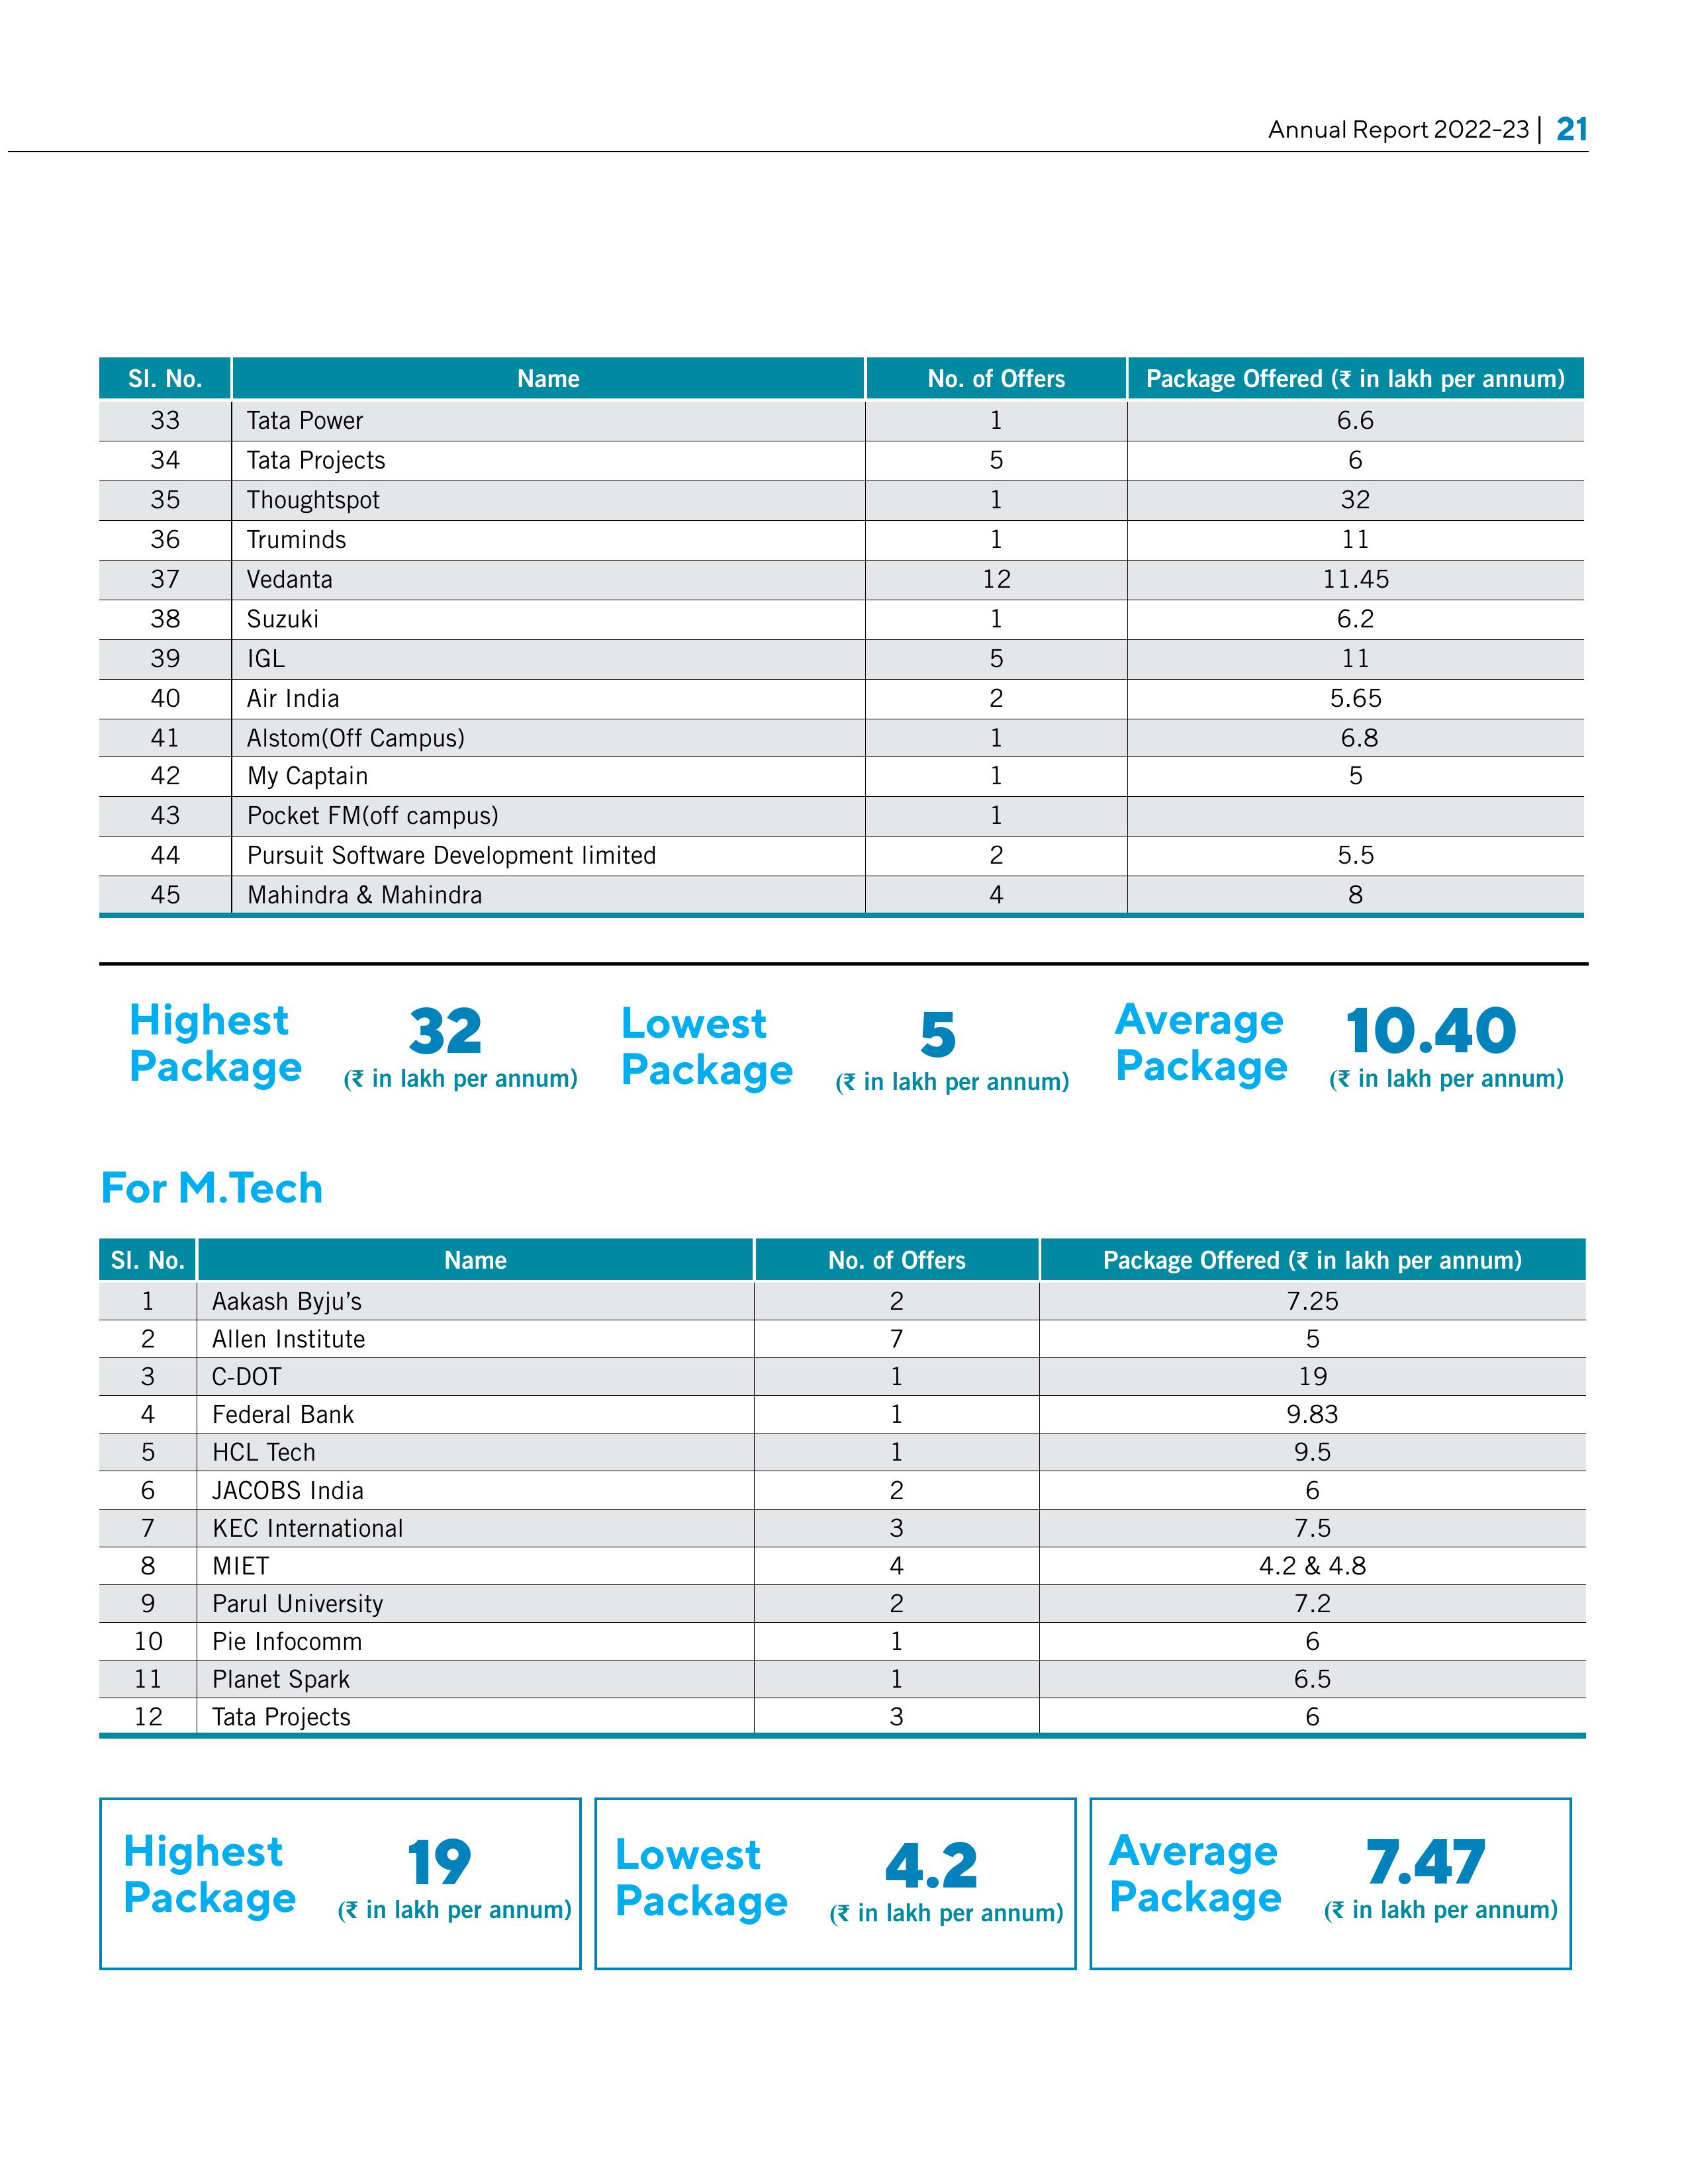 Annual Report 2022-23 | 21
Sl. No. Name No. of Offers Package Offered (₹ in lakh per annum)
33 Tata Power 1 6.6
34 Tata Projects 5 6
35 Thoughtspot 1 32
36 Truminds 1 11
37 Vedanta 12 11.45
38 Suzuki 1 6.2
39 IGL 5 11
40 Air India 2 5.65
41 Alstom(Off Campus) 1 6.8
42 My Captain 1 5
43 Pocket FM(off campus) 1
44 Pursuit Software Development limited 2 5.5
45 Mahindra & Mahindra 4 8
Highest Package 32 (₹ in lakh per annum)
Lowest Package 5 (₹ in lakh per annum)
Average Package 10.40 (₹ in lakh per annum)
For M.Tech
Sl. No. Name No. of Offers Package Offered (₹ in lakh per annum)
1 Aakash Byju’s 2 7.25
2 Allen Institute 7 5
3 C-DOT 1 19
4 Federal Bank 1 9.83
5 HCL Tech 1 9.5
6 JACOBS India 2 6
7 KEC International 3 7.5
8 MIET 4 4.2 & 4.8
9 Parul University 2 7.2
10 Pie Infocomm 1 6
11 Planet Spark 1 6.5
12 Tata Projects 3 6
Highest Package 19 (₹ in lakh per annum)
Lowest Package 4.2 (₹ in lakh per annum)
Average Package 7.47 (₹ in lakh per annum)